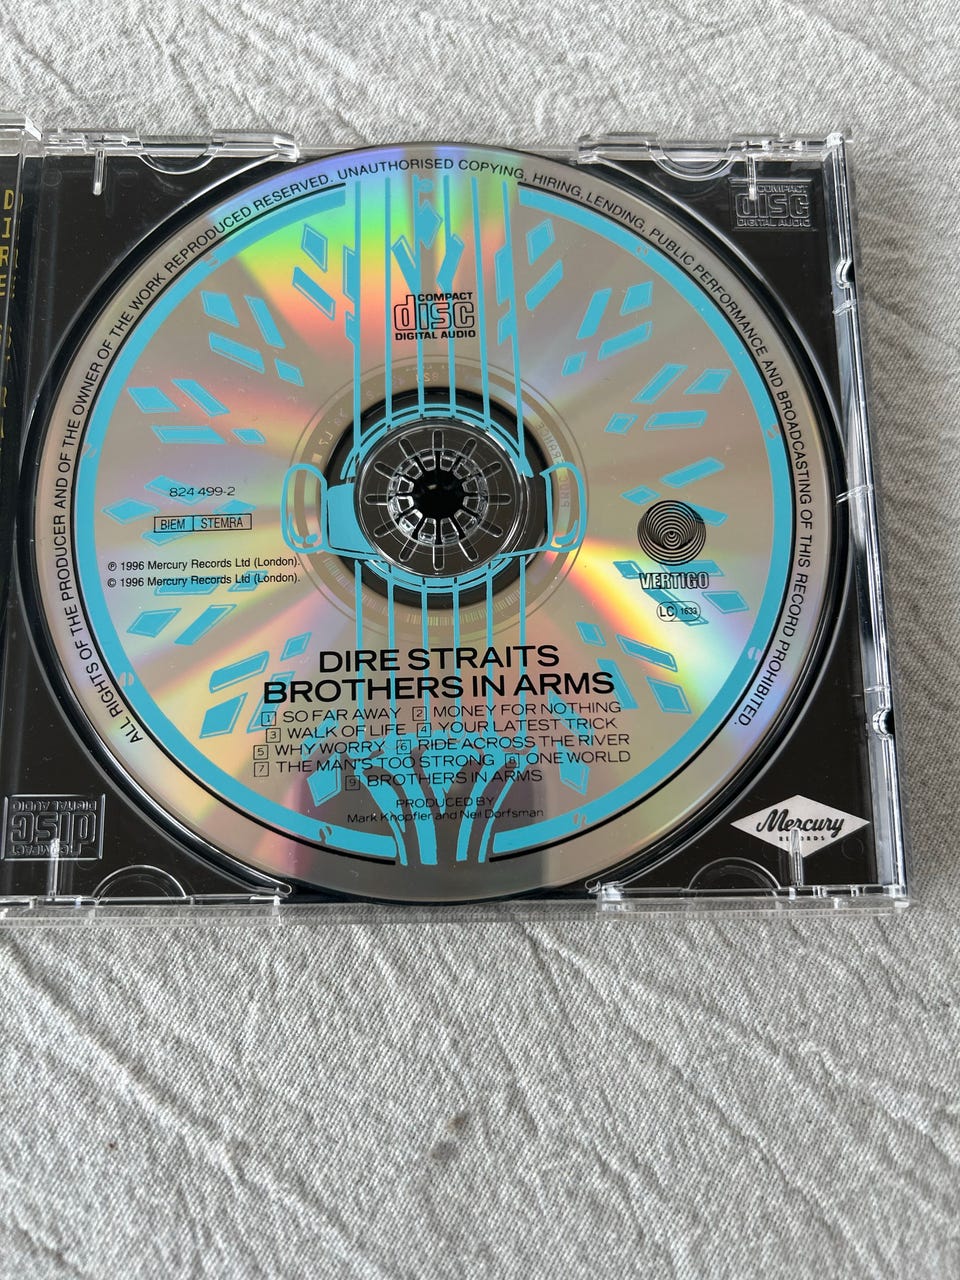 ALL RIGHTS OF THE PRODUCER AND OF THE OWNER OF THE WORK REPRODUCED RESERVED. UNAUTHORISED COPYING, HIRING, LENDING, PUBLIC PERFORMANCE AND BROADCASTING OF THIS RECORD PROHIBITED.
COMPACT
disc
DIGITAL AUDIO
COMPACT
disc
DIGITAL AUDIO
824 499-2
BIEM STEMRA
℗ 1996 Mercury Records Ltd (London).
© 1996 Mercury Records Ltd (London).
VERTIGO
LC 1633
DIRE STRAITS
BROTHERS IN ARMS
1 SO FAR AWAY 2 MONEY FOR NOTHING
3 WALK OF LIFE 4 YOUR LATEST TRICK
5 WHY WORRY 6 RIDE ACROSS THE RIVER
7 THE MAN'S TOO STRONG 8 ONE WORLD
9 BROTHERS IN ARMS
PRODUCED BY
Mark Knopfler and Neil Dorfsman
COMPACT
disc
DIGITAL AUDIO
Mercury
RECORDS